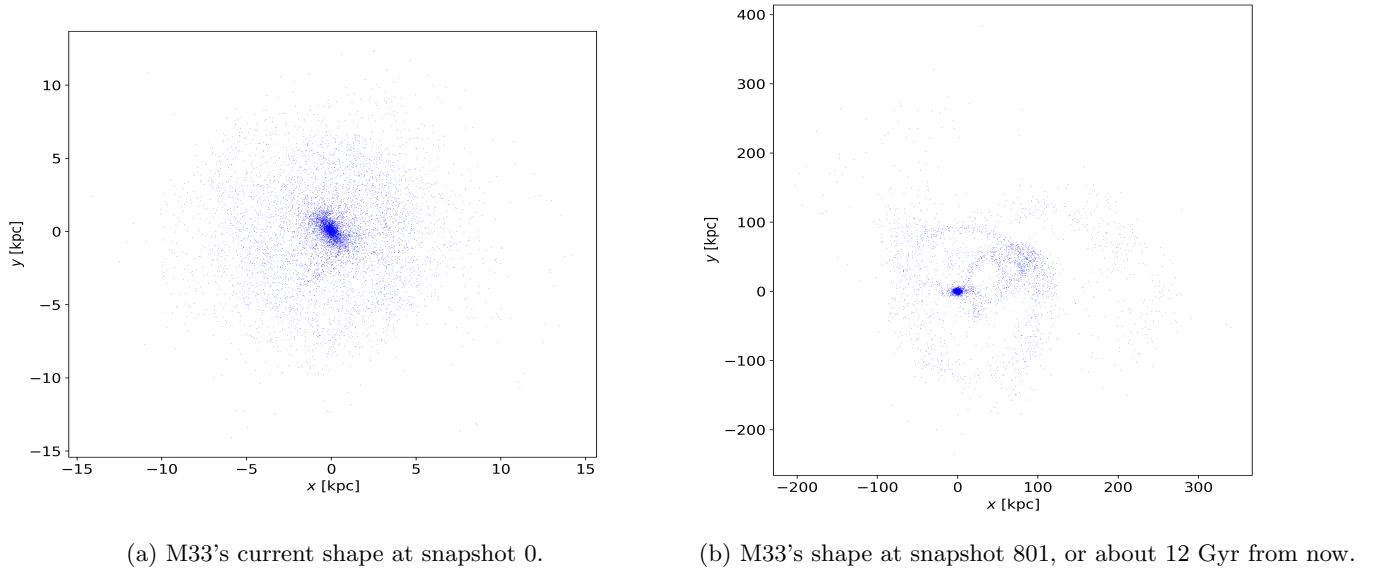 10
5
0
−5
−10
−15
y [kpc]
−15 −10 −5 0 5 10 15
x [kpc]
(a) M33's current shape at snapshot 0.
400
300
200
100
0
−100
−200
y [kpc]
−200 −100 0 100 200 300
x [kpc]
(b) M33's shape at snapshot 801, or about 12 Gyr from now.